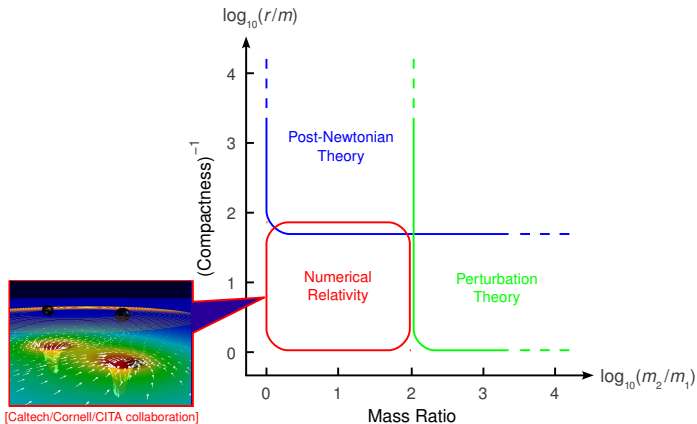 log₁₀(r/m)
4
3
2
1
0
(Compactness)⁻¹
Post-Newtonian
Theory
Numerical
Relativity
Perturbation
Theory
0
1
2
3
4
log₁₀(m₂/m₁)
Mass Ratio
[Caltech/Cornell/CITA collaboration]